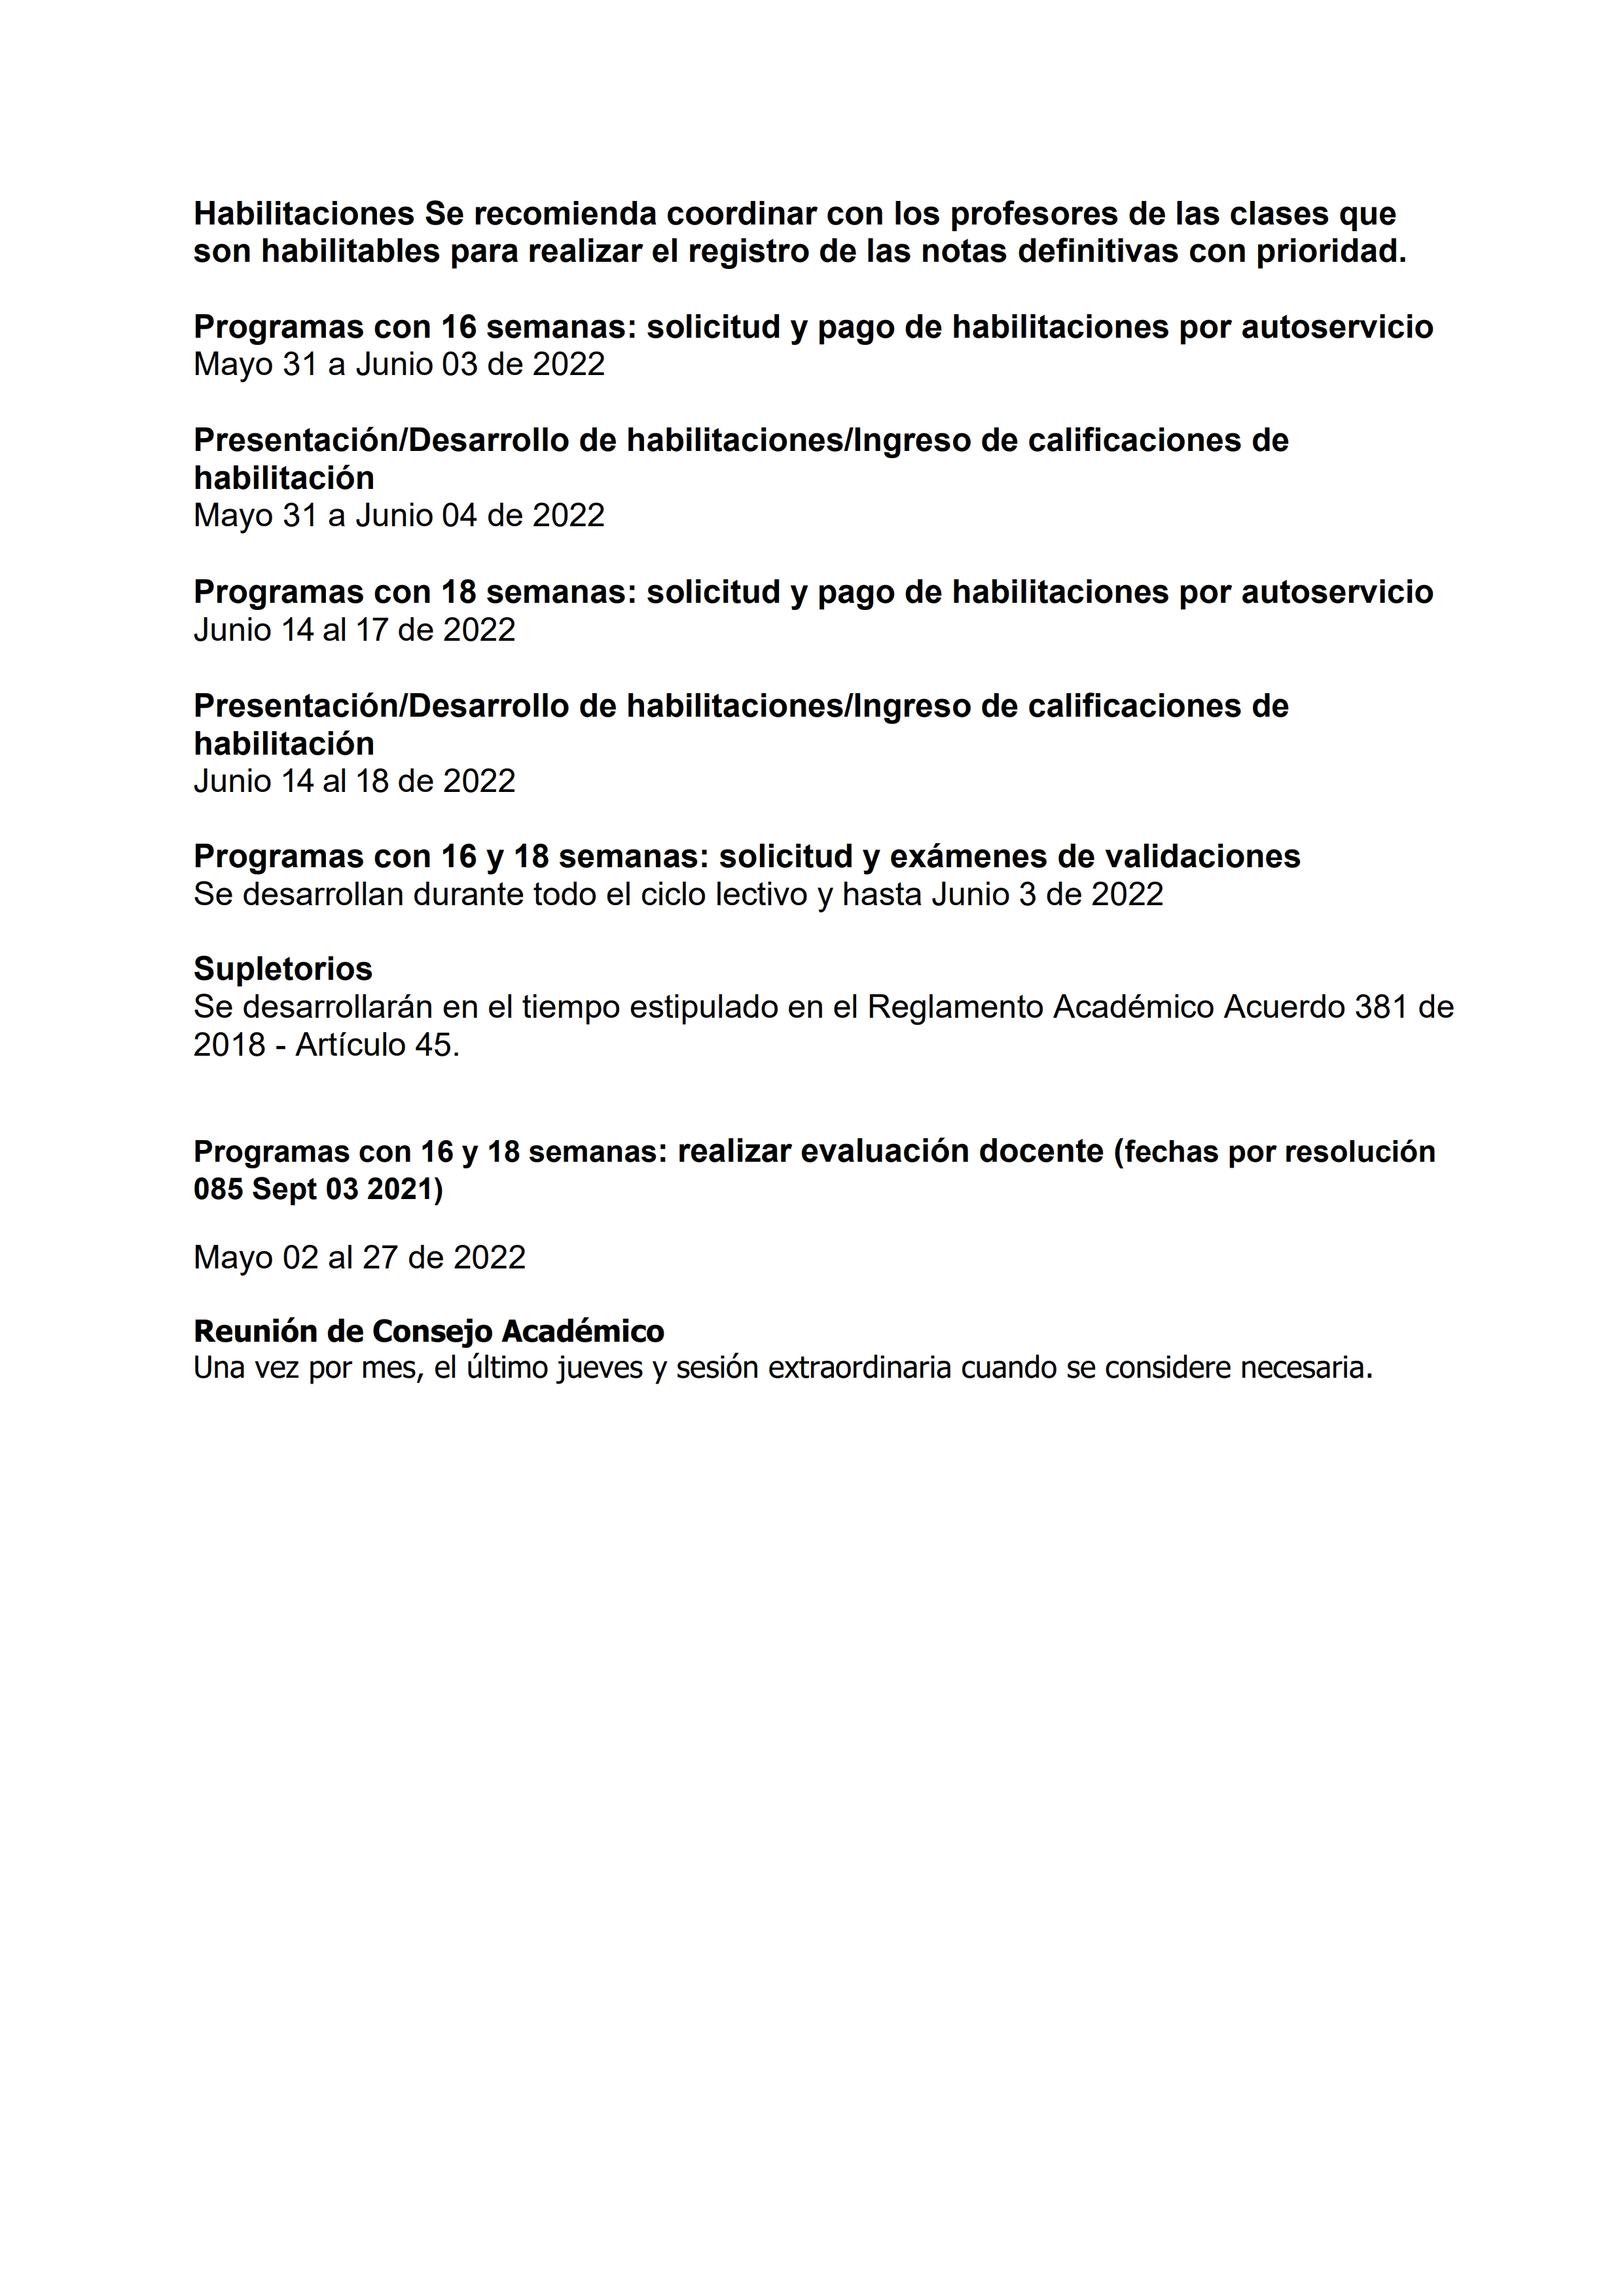 Habilitaciones Se recomienda coordinar con los profesores de las clases que
son habilitables para realizar el registro de las notas definitivas con prioridad.
Programas con 16 semanas: solicitud y pago de habilitaciones por autoservicio
Mayo 31 a Junio 03 de 2022
Presentación/Desarrollo de habilitaciones/Ingreso de calificaciones de
habilitación
Mayo 31 a Junio 04 de 2022
Programas con 18 semanas: solicitud y pago de habilitaciones por autoservicio
Junio 14 al 17 de 2022
Presentación/Desarrollo de habilitaciones/Ingreso de calificaciones de
habilitación
Junio 14 al 18 de 2022
Programas con 16 y 18 semanas: solicitud y exámenes de validaciones
Se desarrollan durante todo el ciclo lectivo y hasta Junio 3 de 2022
Supletorios
Se desarrollarán en el tiempo estipulado en el Reglamento Académico Acuerdo 381 de
2018 - Artículo 45.
Programas con 16 y 18 semanas: realizar evaluación docente (fechas por resolución
085 Sept 03 2021)
Mayo 02 al 27 de 2022
Reunión de Consejo Académico
Una vez por mes, el último jueves y sesión extraordinaria cuando se considere necesaria.